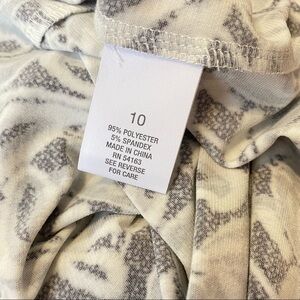 10
95% POLYESTER
5% SPANDEX
MADE IN CHINA
RN 54163
SEE REVERSE
FOR CARE